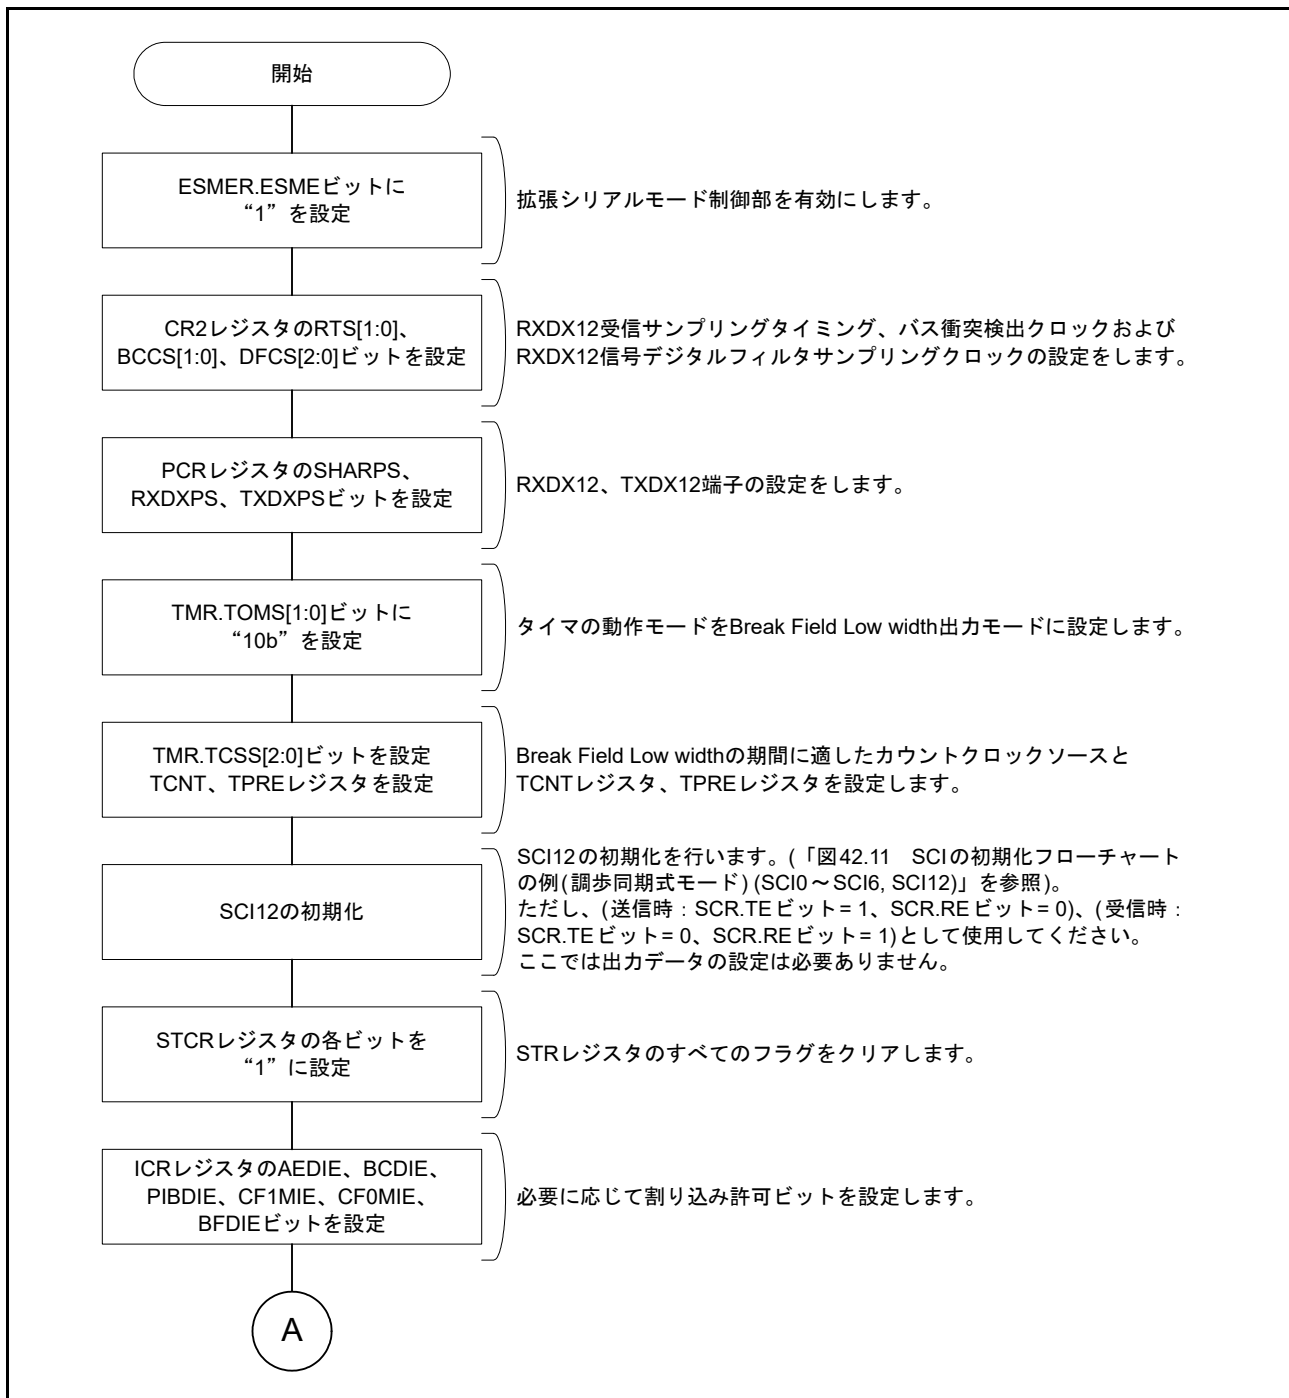 開始
ESMER.ESMEビットに
“1”を設定
拡張シリアルモード制御部を有効にします。
CR2レジスタのRTS[1:0]、
BCCS[1:0]、DFCS[2:0]ビットを設定
RXDX12受信サンプリングタイミング、バス衝突検出クロックおよび
RXDX12信号デジタルフィルタサンプリングクロックの設定をします。
PCRレジスタのSHARPS、
RXDXPS、TXDXPSビットを設定
RXDX12、TXDX12端子の設定をします。
TMR.TOMS[1:0]ビットに
“10b”を設定
タイマの動作モードをBreak Field Low width出力モードに設定します。
TMR.TCSS[2:0]ビットを設定
TCNT、TPREレジスタを設定
Break Field Low widthの期間に適したカウントクロックソースと
TCNTレジスタ、TPREレジスタを設定します。
SCI12の初期化
SCI12の初期化を行います。(「図42.11　SCIの初期化フローチャート
の例(調歩同期式モード) (SCI0～SCI6, SCI12)」を参照)。
ただし、(送信時：SCR.TEビット= 1、SCR.REビット= 0)、(受信時：
SCR.TEビット= 0、SCR.REビット= 1)として使用してください。
ここでは出力データの設定は必要ありません。
STCRレジスタの各ビットを
“1”に設定
STRレジスタのすべてのフラグをクリアします。
ICRレジスタのAEDIE、BCDIE、
PIBDIE、CF1MIE、CF0MIE、
BFDIEビットを設定
必要に応じて割り込み許可ビットを設定します。
A